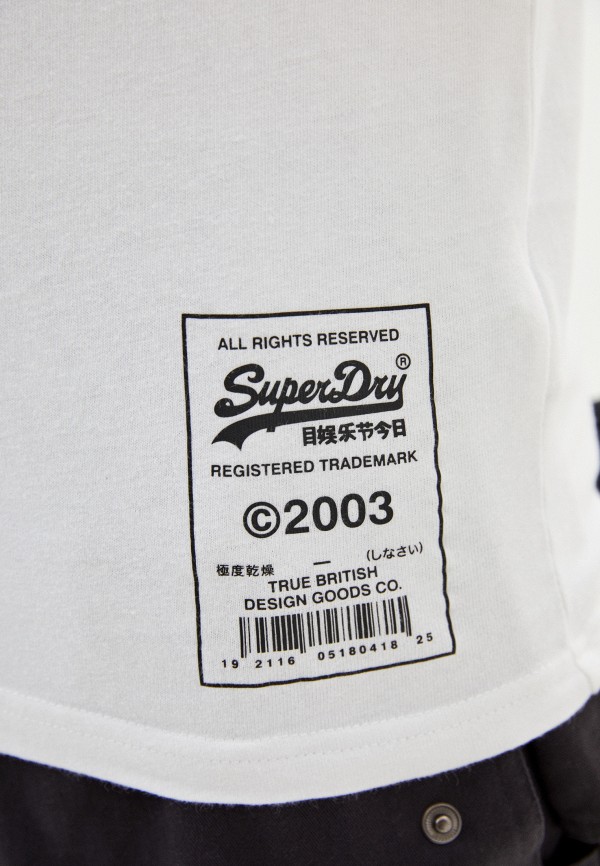 ALL RIGHTS RESERVED
SuperDry®
目娱乐节今日
REGISTERED TRADEMARK
©2003
極度乾燥 — (しなさい)
TRUE BRITISH
DESIGN GOODS CO.
19 2116 05180418 25